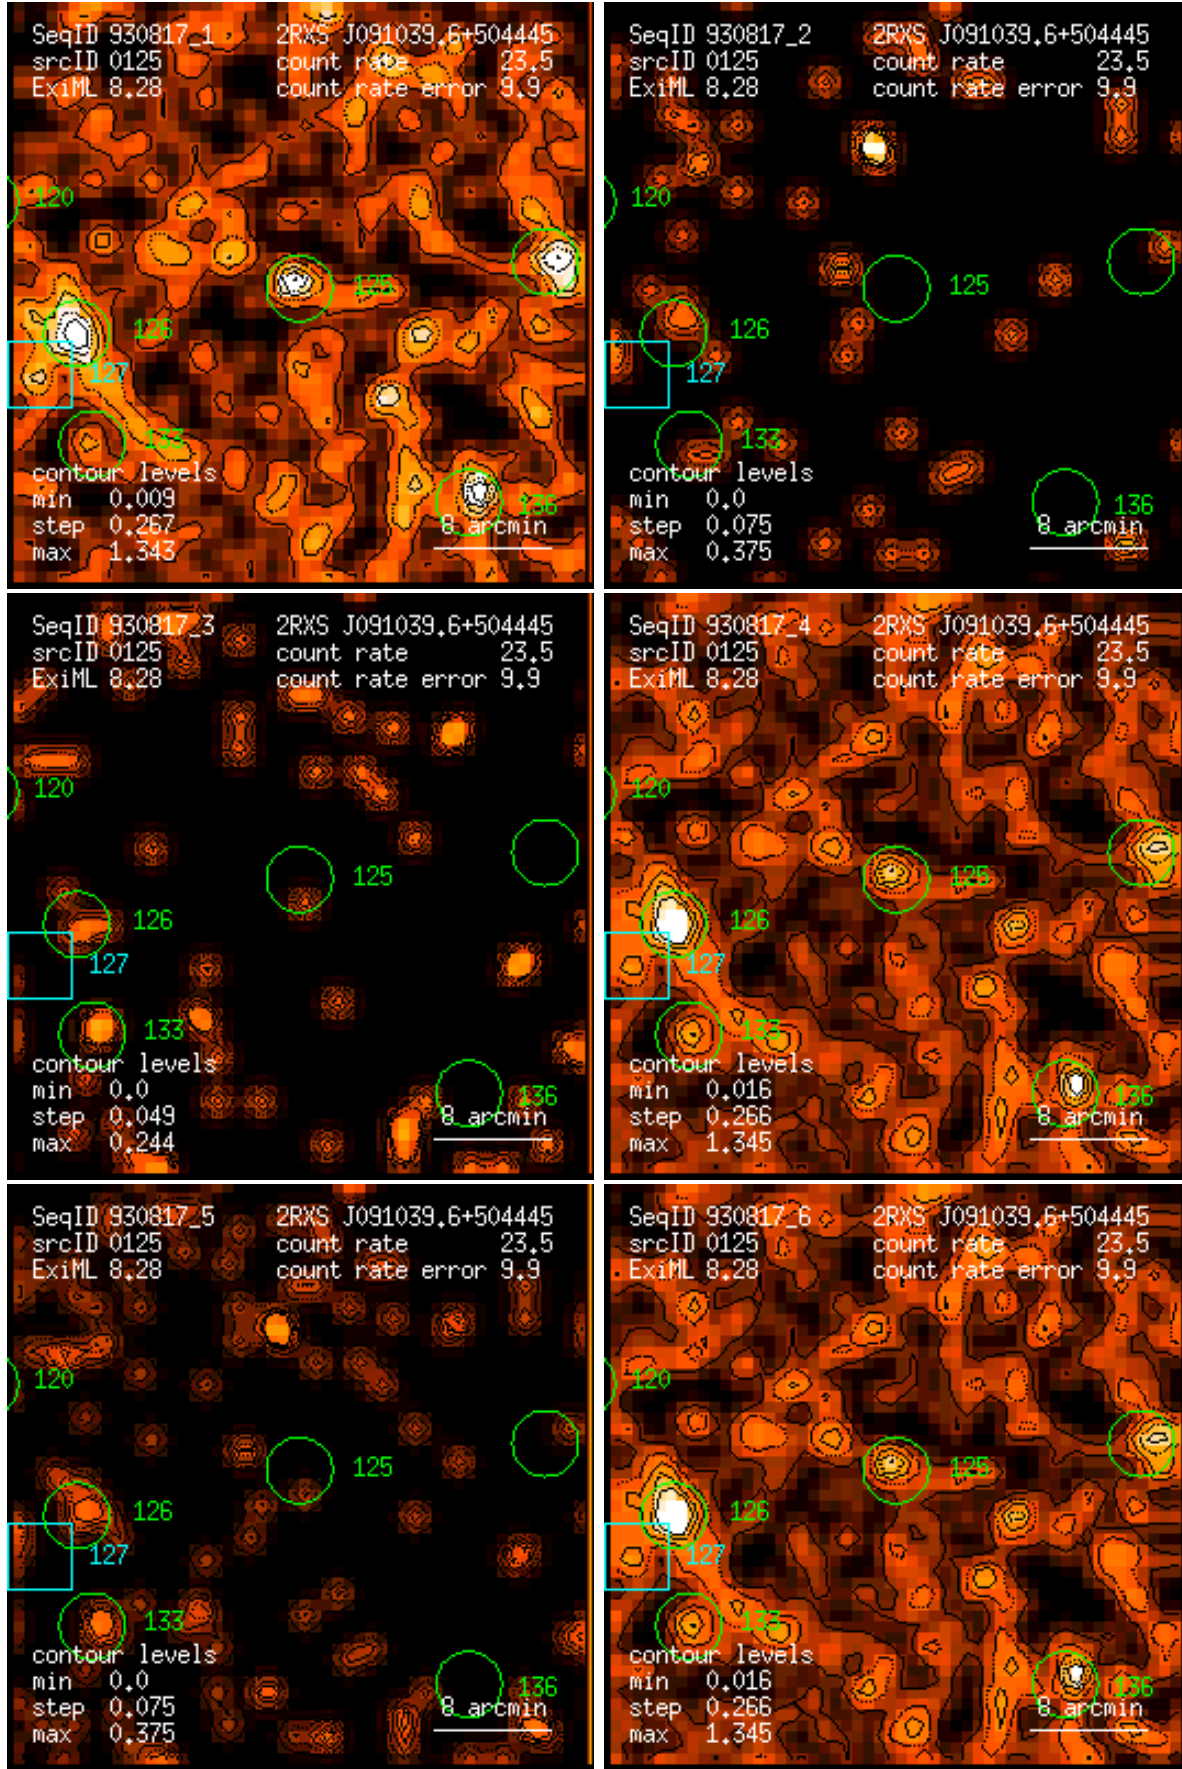 SeqID 930817_1 2RXS J091039.6+504445
srcID 0125 count rate 23.5
ExiML 8.28 count rate error 9.9
120
125
126
127
133
contour levels
min 0.009 136
step 0.267 8 arcmin
max 1.343
SeqID 930817_2 2RXS J091039.6+504445
srcID 0125 count rate 23.5
ExiML 8.28 count rate error 9.9
120
125
126
127
133
contour levels
min 0.0 136
step 0.075 8 arcmin
max 0.375
SeqID 930817_3 2RXS J091039.6+504445
srcID 0125 count rate 23.5
ExiML 8.28 count rate error 9.9
120
125
126
127
133
contour levels
min 0.0 136
step 0.049 8 arcmin
max 0.244
SeqID 930817_4 2RXS J091039.6+504445
srcID 0125 count rate 23.5
ExiML 8.28 count rate error 9.9
120
125
126
127
133
contour levels
min 0.016 136
step 0.266 8 arcmin
max 1.345
SeqID 930817_5 2RXS J091039.6+504445
srcID 0125 count rate 23.5
ExiML 8.28 count rate error 9.9
120
125
126
127
133
contour levels
min 0.0 136
step 0.075 8 arcmin
max 0.375
SeqID 930817_6 2RXS J091039.6+504445
srcID 0125 count rate 23.5
ExiML 8.28 count rate error 9.9
120
125
126
127
133
contour levels
min 0.016 136
step 0.266 8 arcmin
max 1.345